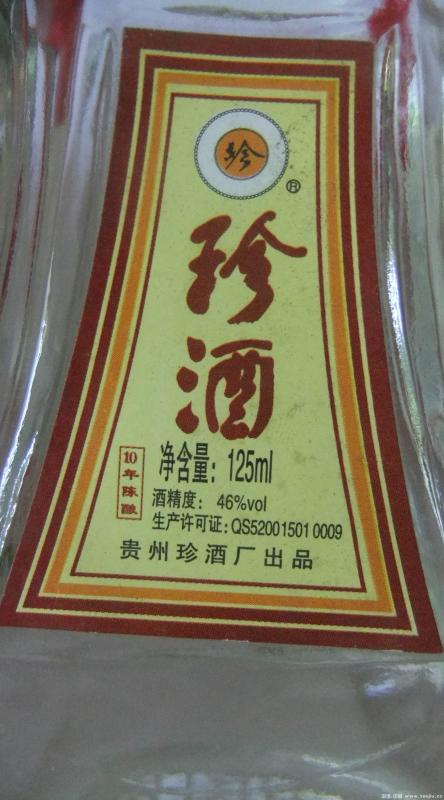 珍
®
珍
酒
10年陈酿
净含量：125ml
酒精度：46%vol
生产许可证：QS52001501 0009
贵州珍酒厂出品